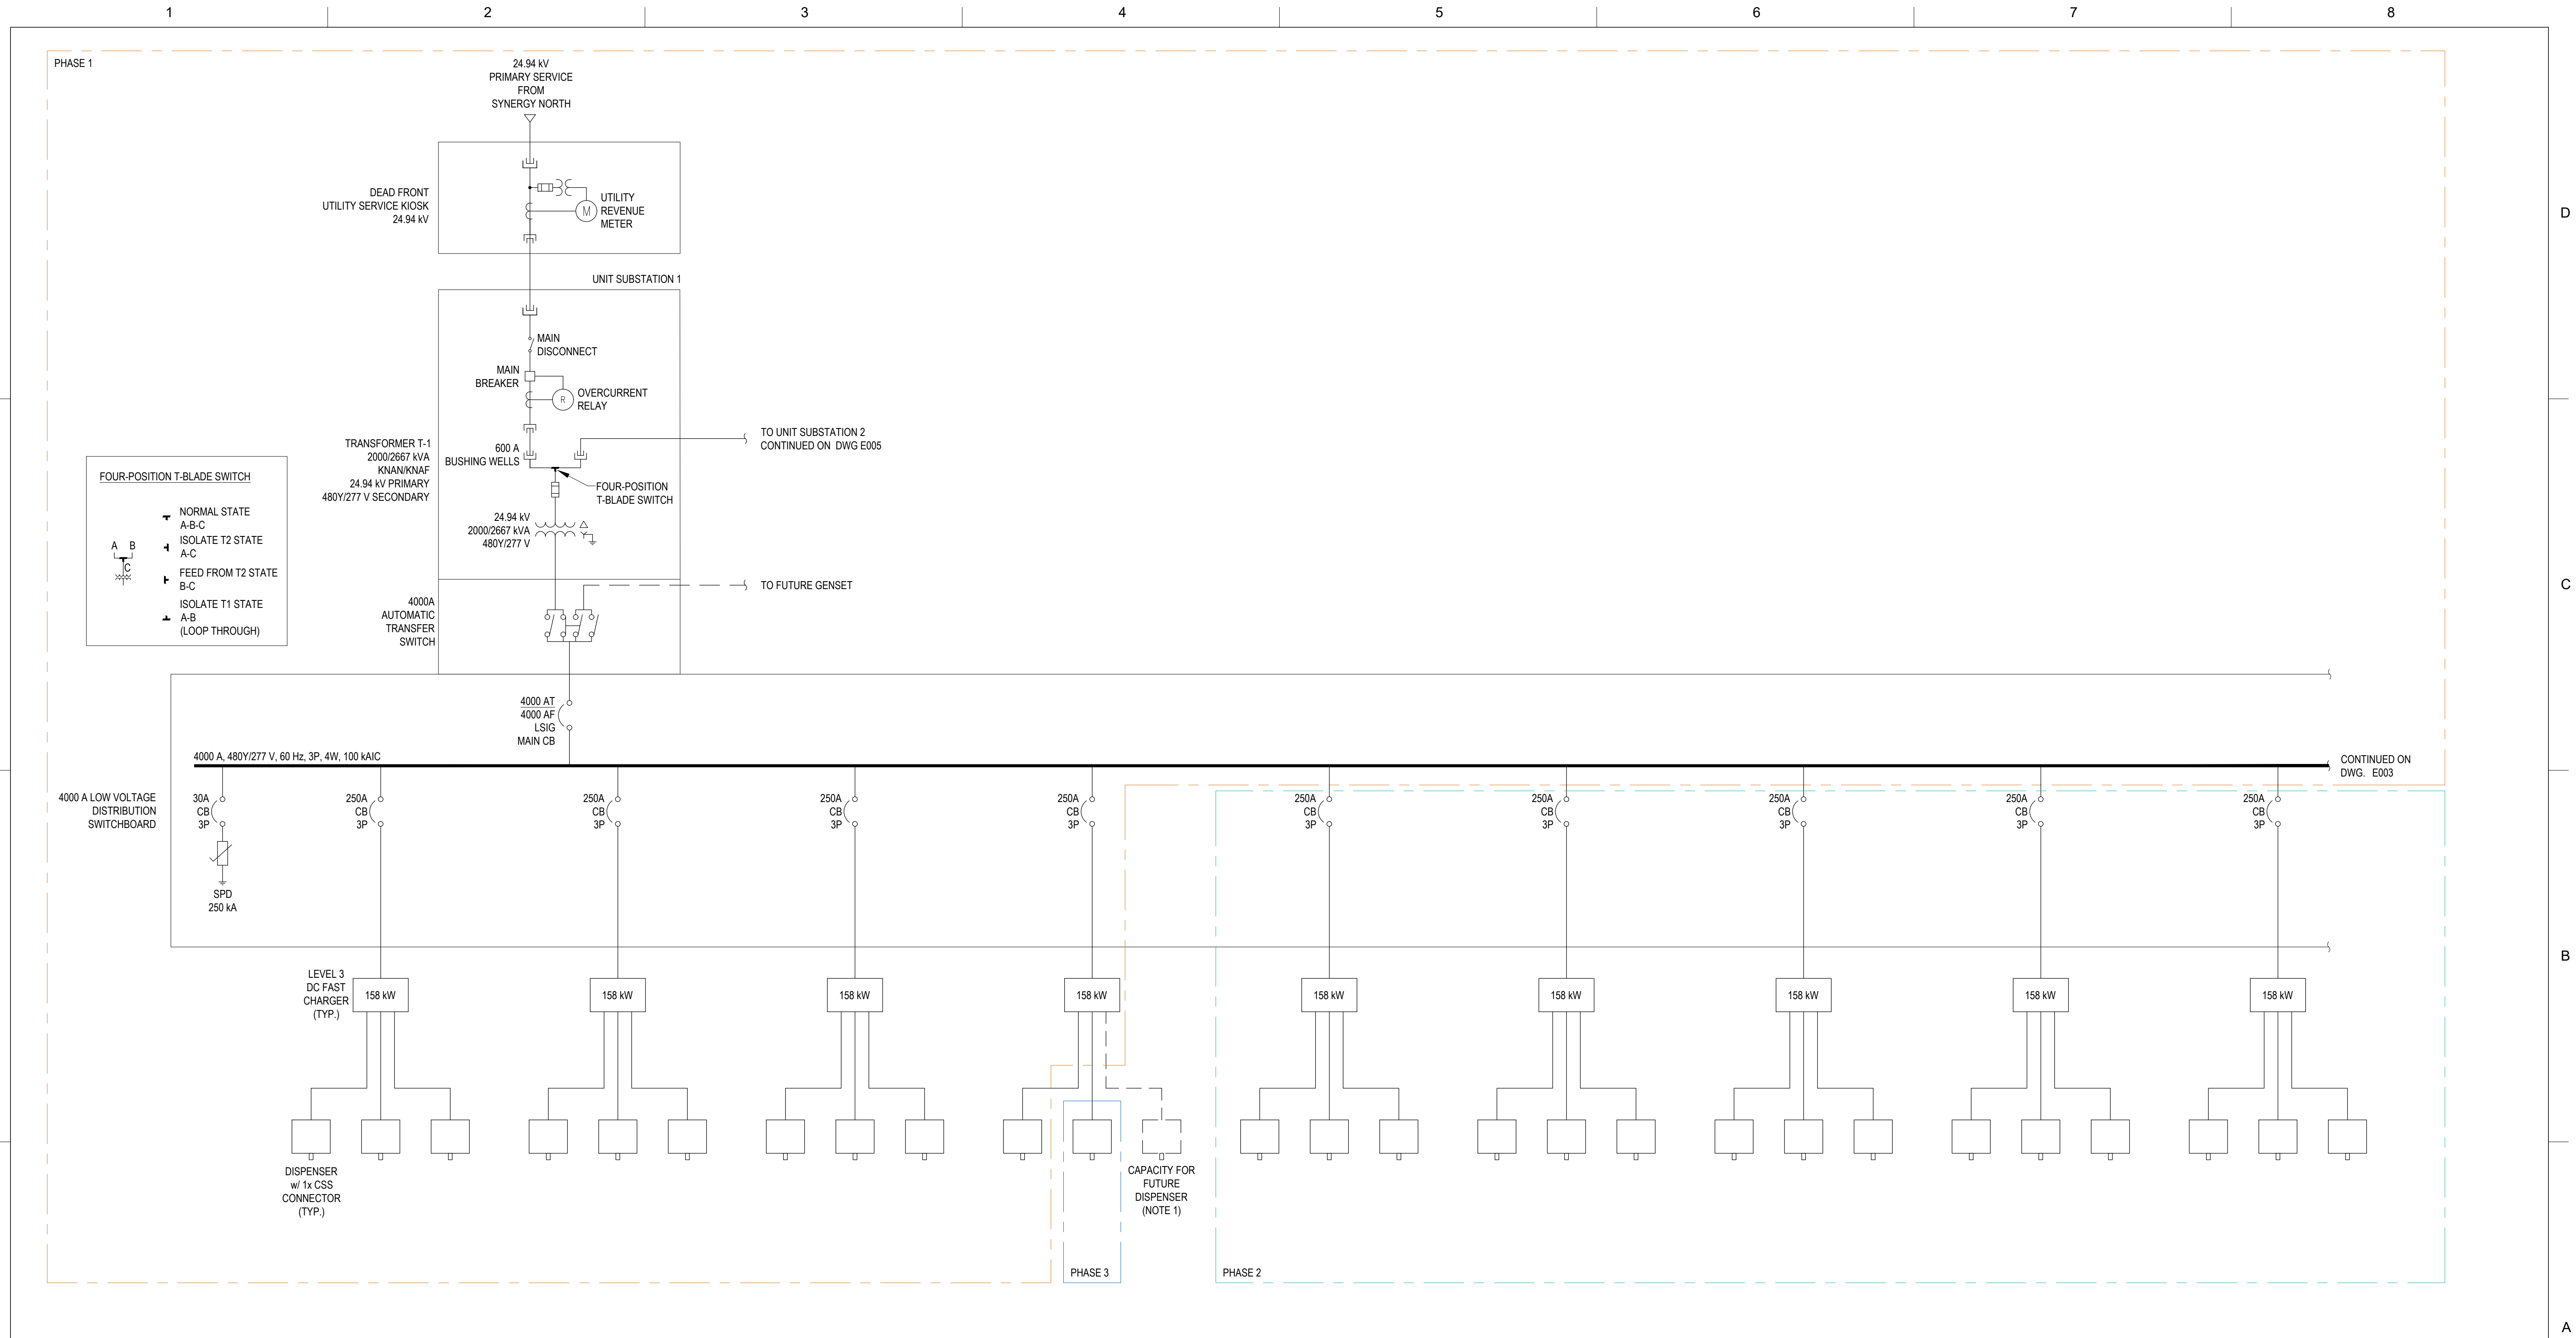 1 2 3 4 5 6 7 8
PHASE 1
24.94 kV
PRIMARY SERVICE
FROM
SYNERGY NORTH
DEAD FRONT
UTILITY SERVICE KIOSK
24.94 kV
M
UTILITY
REVENUE
METER
D
UNIT SUBSTATION 1
MAIN
DISCONNECT
MAIN
BREAKER
R
OVERCURRENT
RELAY
TRANSFORMER T-1
2000/2667 kVA
KNAN/KNAF
24.94 kV PRIMARY
480Y/277 V SECONDARY
600 A
BUSHING WELLS
TO UNIT SUBSTATION 2
CONTINUED ON DWG E005
FOUR-POSITION
T-BLADE SWITCH
24.94 kV
2000/2667 kVA
480Y/277 V
FOUR-POSITION T-BLADE SWITCH
A B
C
NORMAL STATE
A-B-C
ISOLATE T2 STATE
A-C
FEED FROM T2 STATE
B-C
ISOLATE T1 STATE
A-B
(LOOP THROUGH)
TO FUTURE GENSET
C
4000A
AUTOMATIC
TRANSFER
SWITCH
4000 AT
4000 AF
LSIG
MAIN CB
4000 A, 480Y/277 V, 60 Hz, 3P, 4W, 100 kAIC
CONTINUED ON
DWG. E003
4000 A LOW VOLTAGE
DISTRIBUTION
SWITCHBOARD
30A
CB
3P
SPD
250 kA
250A
CB
3P
250A
CB
3P
250A
CB
3P
250A
CB
3P
250A
CB
3P
250A
CB
3P
250A
CB
3P
250A
CB
3P
250A
CB
3P
B
LEVEL 3
DC FAST
CHARGER
(TYP.)
158 kW
158 kW
158 kW
158 kW
158 kW
158 kW
158 kW
158 kW
158 kW
DISPENSER
w/ 1x CSS
CONNECTOR
(TYP.)
CAPACITY FOR
FUTURE
DISPENSER
(NOTE 1)
PHASE 3
PHASE 2
A